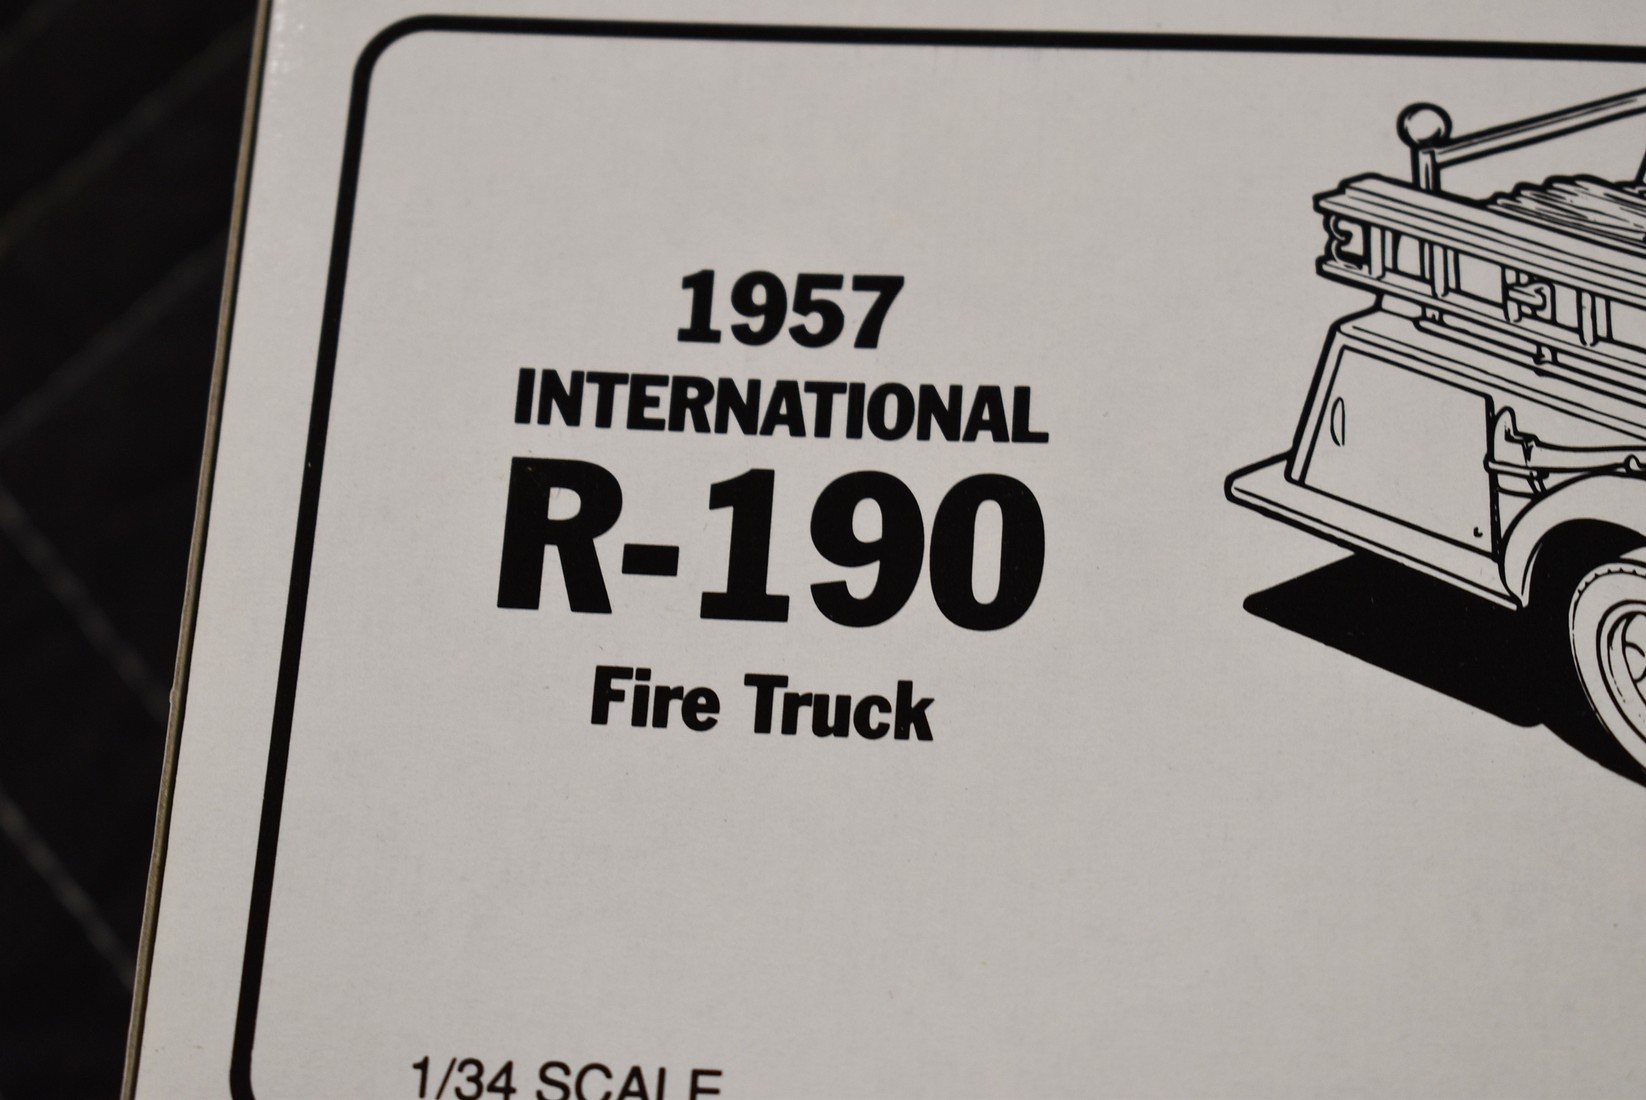 1957
INTERNATIONAL
R-190
Fire Truck
1/34 SCALE